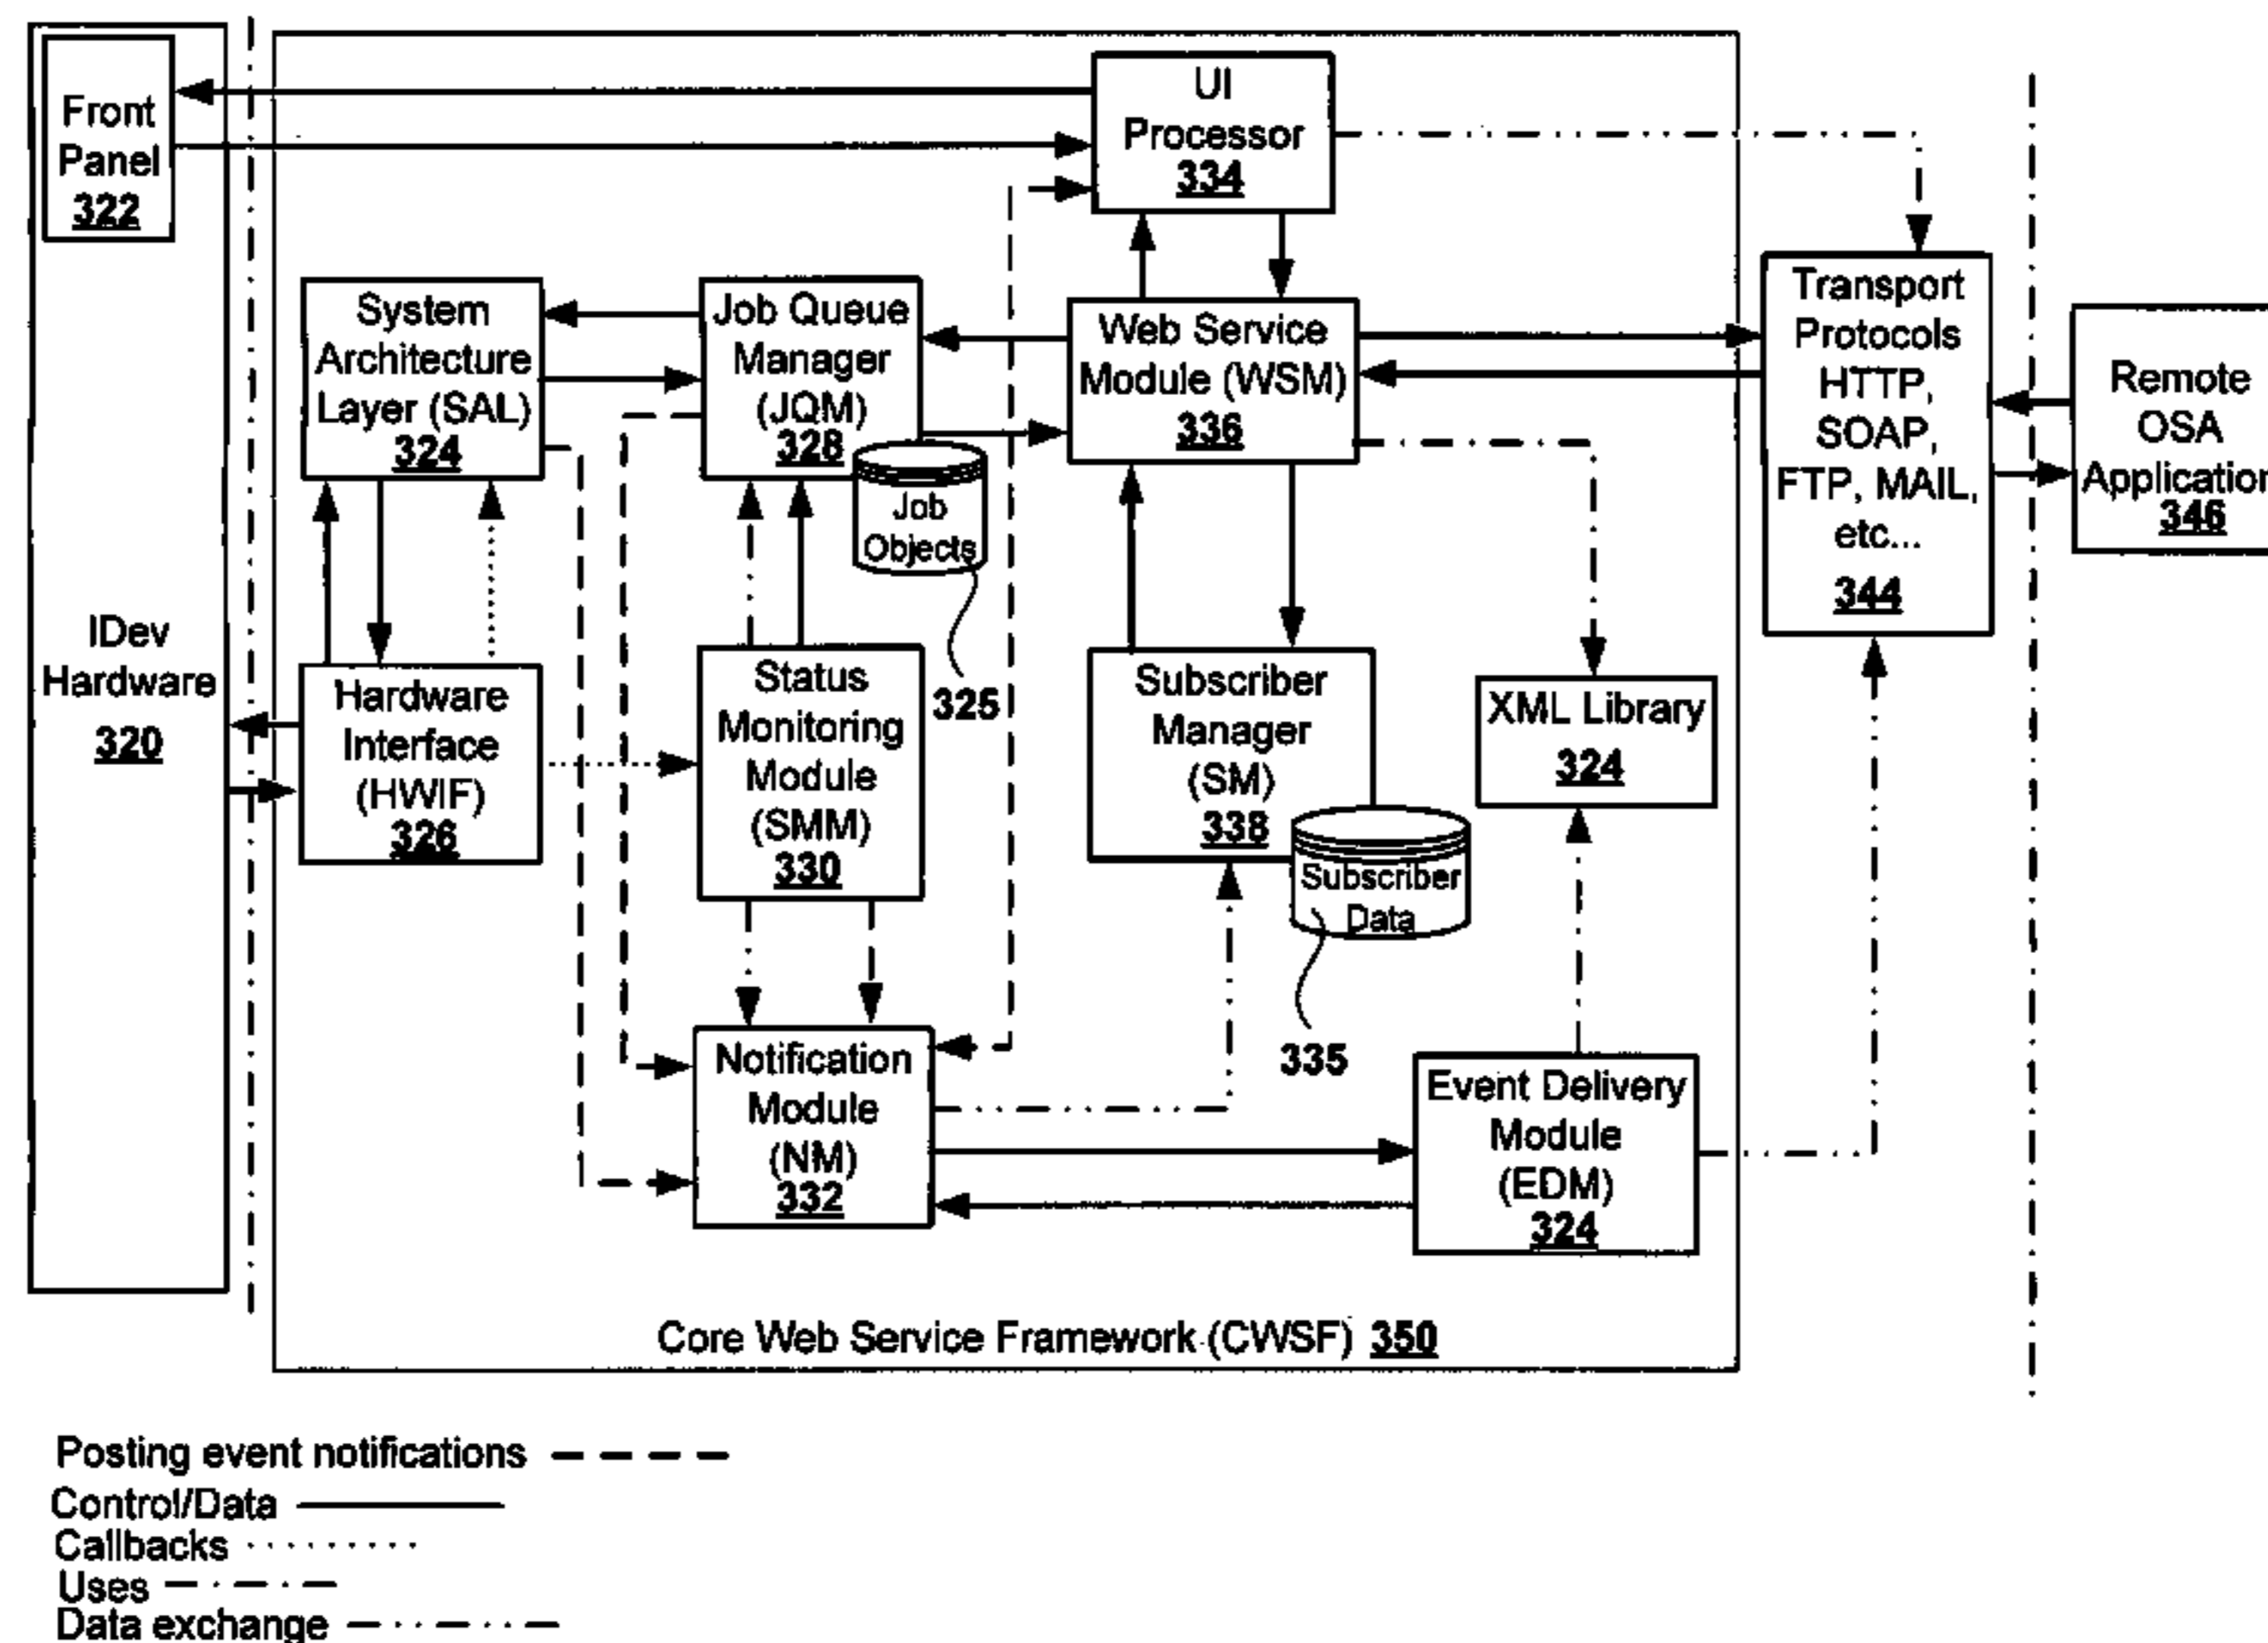 Front
Panel
322
IDev
Hardware
320
UI
Processor
334
System
Architecture
Layer (SAL)
324
Job Queue
Manager
(JQM)
328
Job
Objects
325
Web Service
Module (WSM)
336
Transport
Protocols
HTTP,
SOAP,
FTP, MAIL,
etc...
344
Remote
OSA
Application
346
Hardware
Interface
(HWIF)
326
Status
Monitoring
Module
(SMM)
330
Subscriber
Manager
(SM)
338
Subscriber
Data
335
XML Library
324
Notification
Module
(NM)
332
Event Delivery
Module
(EDM)
324
Core Web Service Framework (CWSF) 350
Posting event notifications
Control/Data
Callbacks
Uses
Data exchange